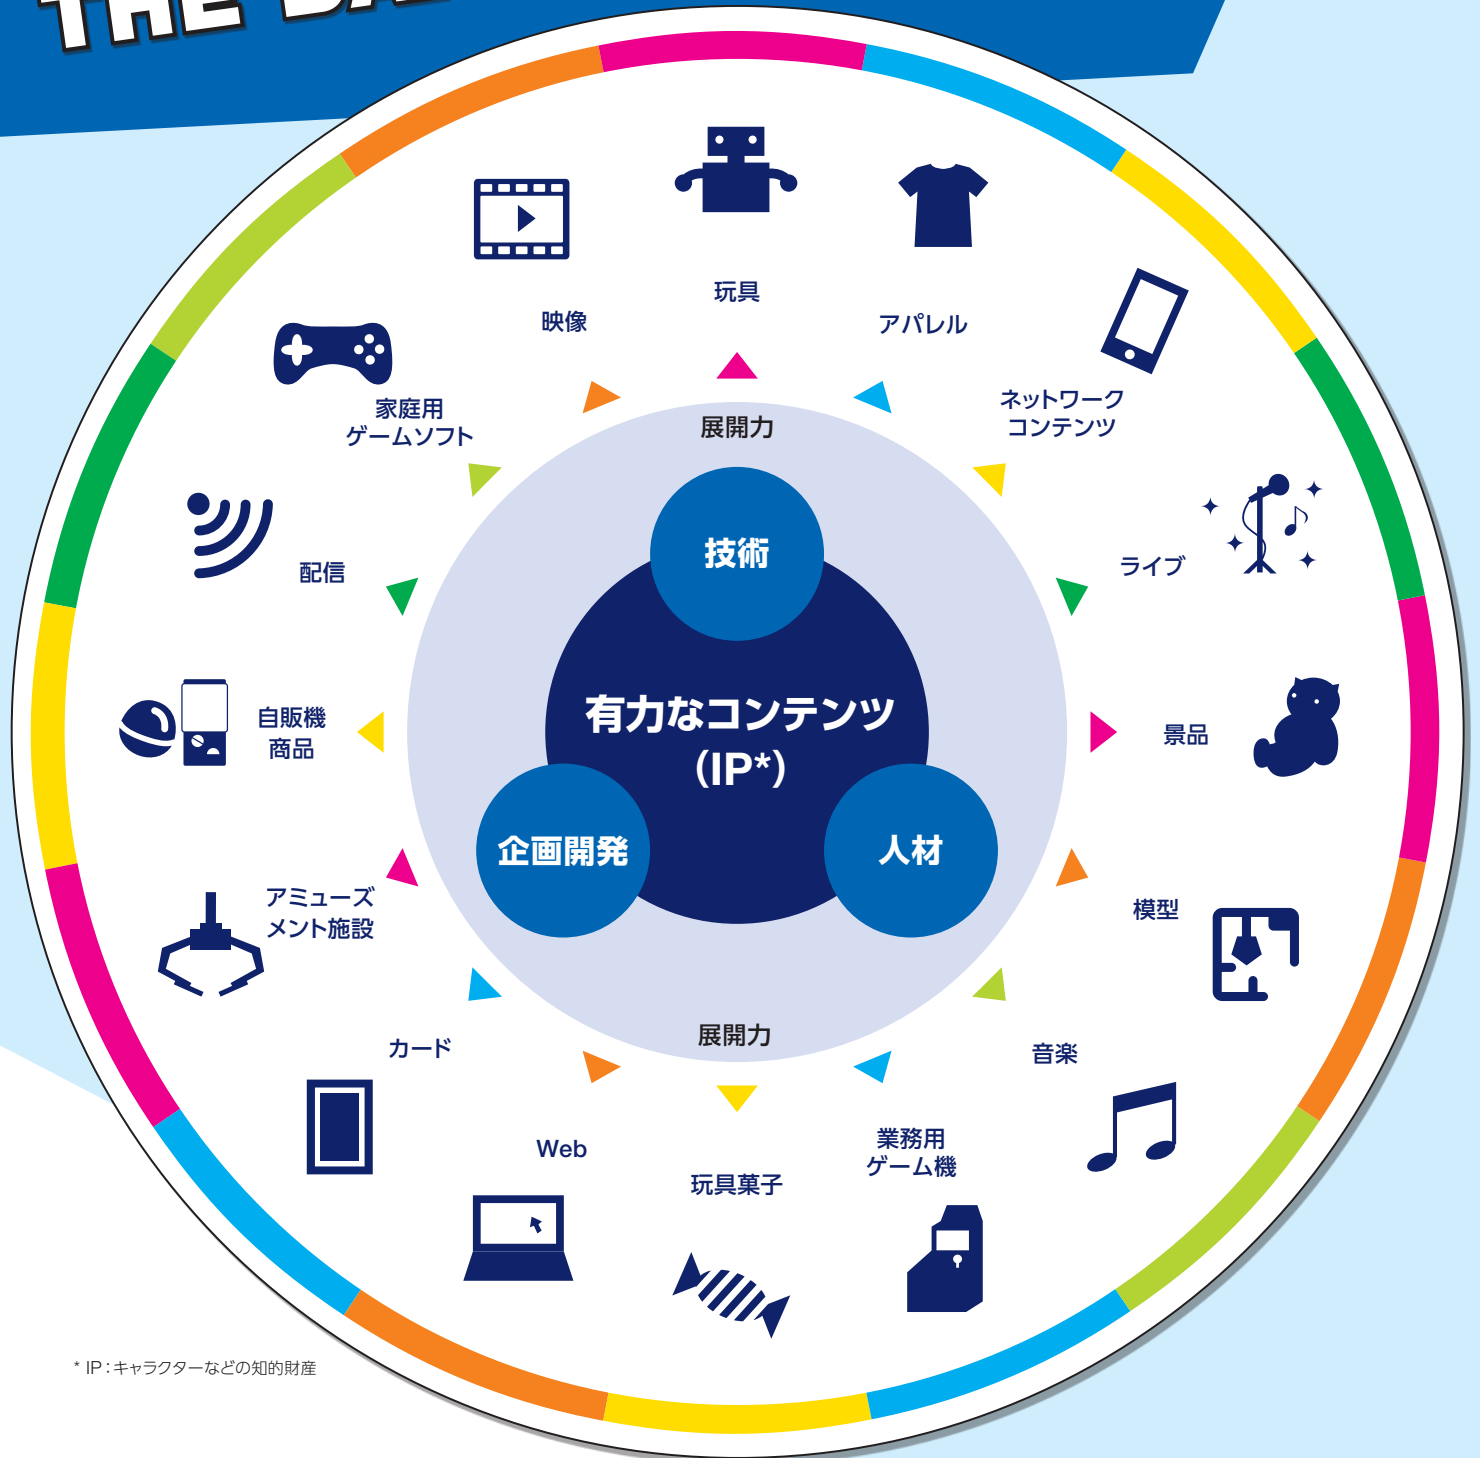 THE
玩具
映像
アパレル
家庭用
ゲームソフト
ネットワーク
コンテンツ
展開力
技術
配信
ライブ
自販機
商品
有力なコンテンツ
(IP*)
景品
企画開発
人材
アミューズ
メント施設
模型
展開力
カード
音楽
Web
業務用
ゲーム機
玩具菓子
* IP：キャラクターなどの知的財産